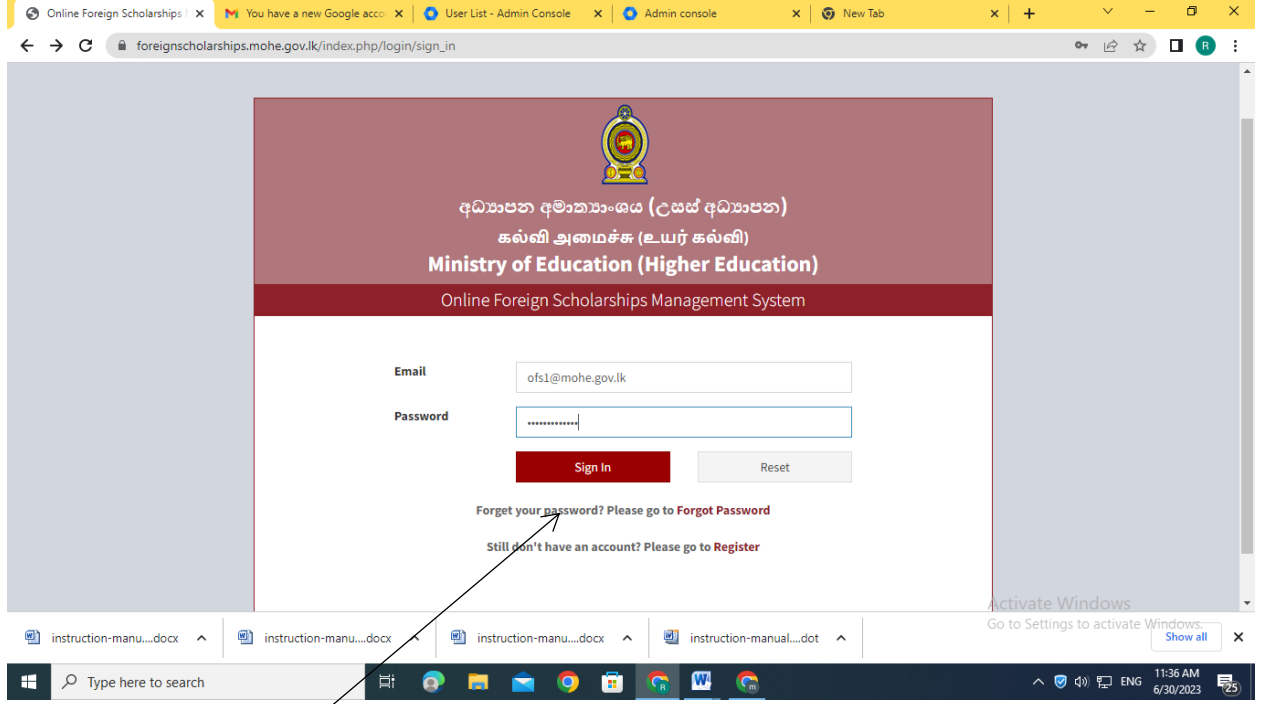 Online Foreign Scholarships
You have a new Google acco
User List - Admin Console
Admin console
New Tab
foreignscholarships.mohe.gov.lk/index.php/login/sign_in
R
අධ්‍යාපන අමාත්‍යාංශය (උසස් අධ්‍යාපන)
கல்வி அமைச்சு (உயர் கல்வி)
Ministry of Education (Higher Education)
Online Foreign Scholarships Management System
Email
ofs1@mohe.gov.lk
Password
Sign In
Reset
Forget your password? Please go to Forgot Password
Still don't have an account? Please go to Register
Activate Windows
Go to Settings to activate Windows.
instruction-manu....docx
instruction-manu....docx
instruction-manu....docx
instruction-manual....dot
Show all
Type here to search
ENG
11:36 AM
6/30/2023
25